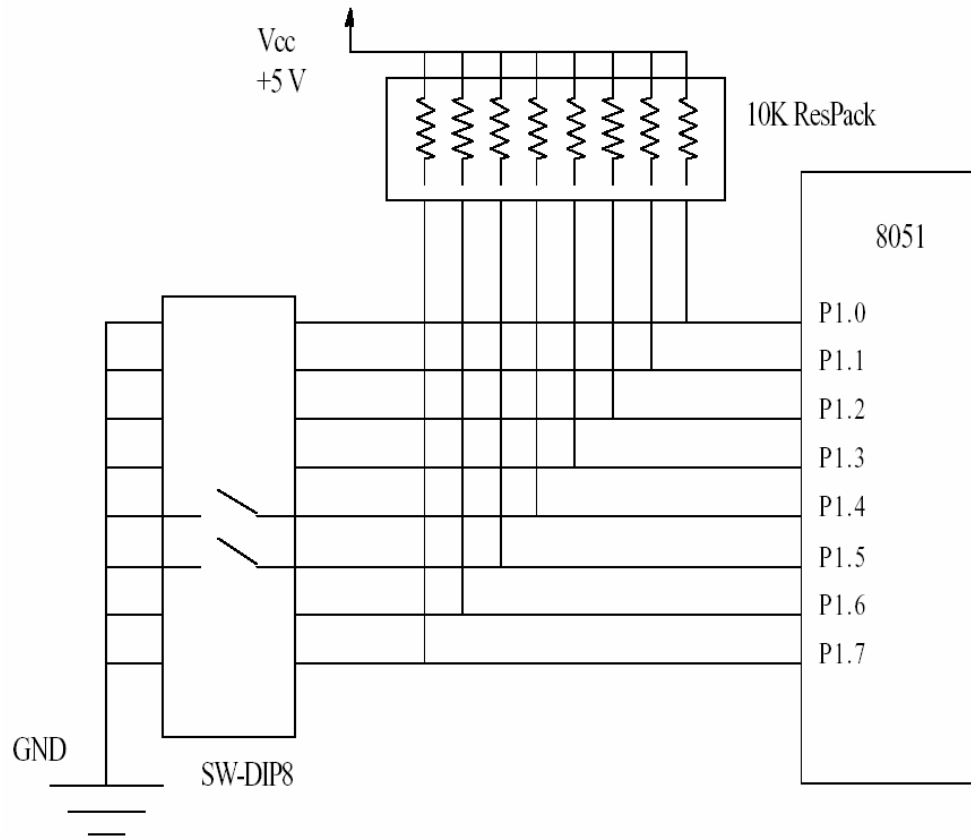 Vcc
+5 V
10K ResPack
8051
P1.0
P1.1
P1.2
P1.3
P1.4
P1.5
P1.6
P1.7
GND
SW-DIP8